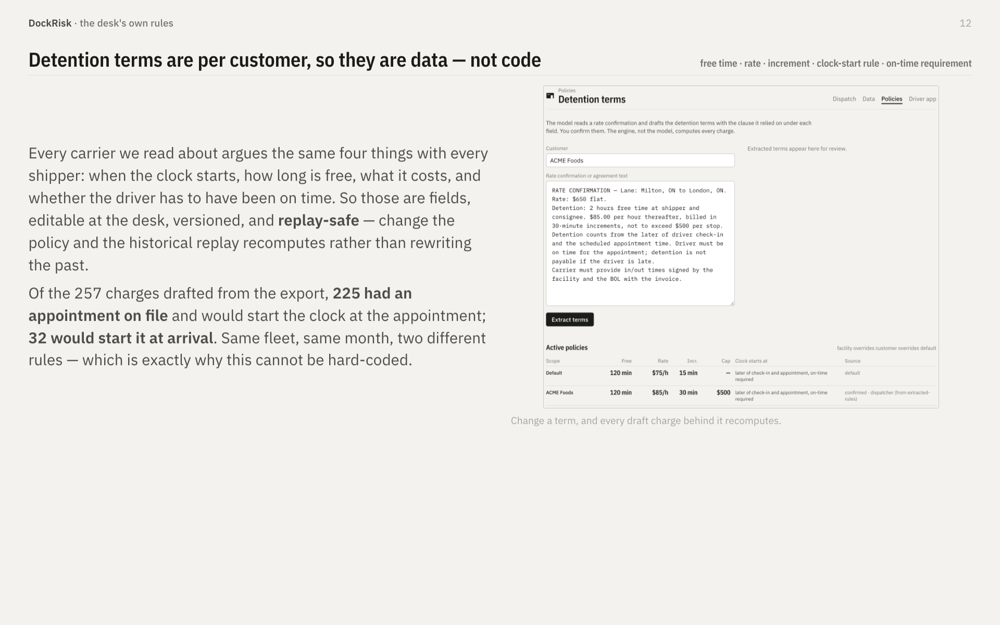 DockRisk · the desk's own rules
12
Detention terms are per customer, so they are data — not code
free time · rate · increment · clock-start rule · on-time requirement
Every carrier we read about argues the same four things with every
shipper: when the clock starts, how long is free, what it costs, and
whether the driver has to have been on time. So those are fields,
editable at the desk, versioned, and replay-safe — change the
policy and the historical replay recomputes rather than rewriting
the past.
Of the 257 charges drafted from the export, 225 had an
appointment on file and would start the clock at the appointment;
32 would start it at arrival. Same fleet, same month, two different
rules — which is exactly why this cannot be hard-coded.
Policies
Detention terms
Dispatch Data Policies Driver app
The model reads a rate confirmation and drafts the detention terms with the clause it relied on under each
field. You confirm them. The engine, not the model, computes every charge.
Customer
ACME Foods
Extracted terms appear here for review.
Rate confirmation or agreement text
RATE CONFIRMATION — Lane: Milton, ON to London, ON.
Rate: $650 flat.
Detention: 2 hours free time at shipper and
consignee. $85.00 per hour thereafter, billed in
30-minute increments, not to exceed $500 per stop.
Detention counts from the later of driver check-in
and the scheduled appointment time. Driver must be
on time for the appointment; detention is not
payable if the driver is late.
Carrier must provide in/out times signed by the
facility and the BOL with the invoice.
Extract terms
Active policies
facility overrides customer overrides default
Scope Free Rate Incr. Cap Clock starts at Source
Default 120 min $75/h 15 min — later of check-in and appointment, on-time default
required
ACME Foods 120 min $85/h 30 min $500 later of check-in and appointment, on-time confirmed · dispatcher (from extracted-
required rules)
Change a term, and every draft charge behind it recomputes.